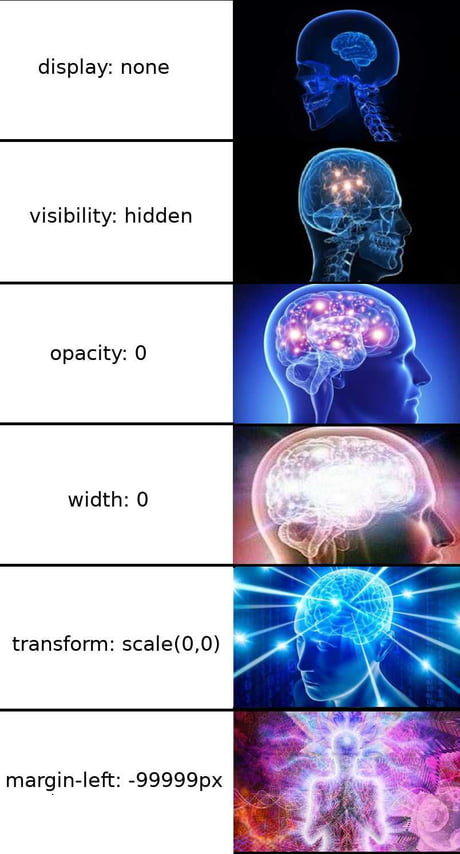 display: none
visibility: hidden
opacity: 0
width: 0
transform: scale(0,0)
margin-left: -99999px